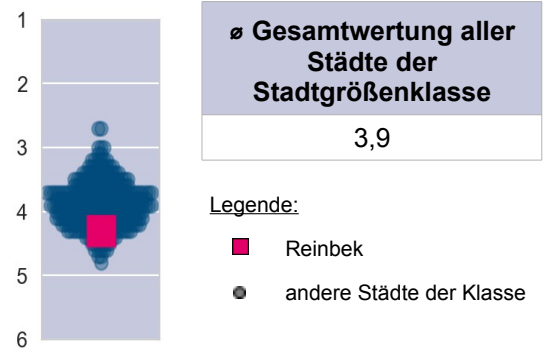 1
2
3
4
5
6
ø Gesamtwertung aller
Städte der
Stadtgrößenklasse
3,9
Legende:
Reinbek
andere Städte der Klasse